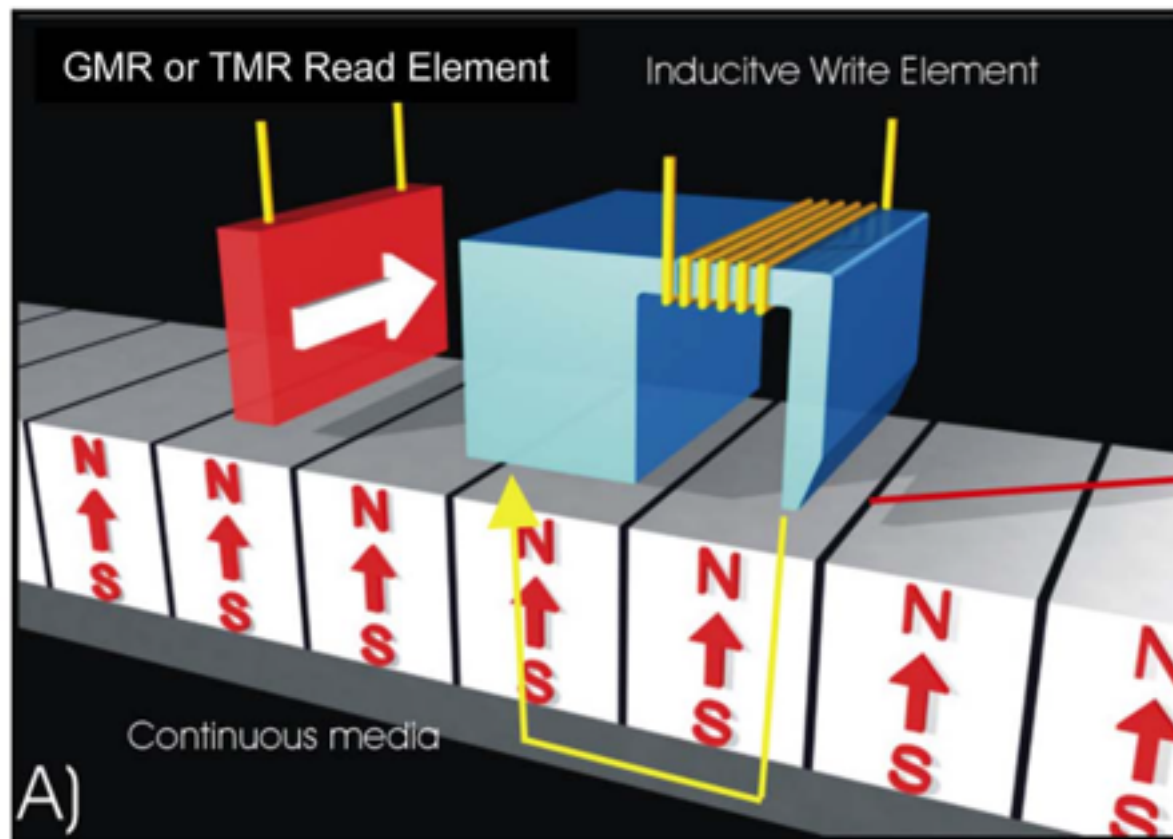 GMR or TMR Read Element
Inducitve Write Element
N N N N N N N
S S S S S S S
Continuous media
A)